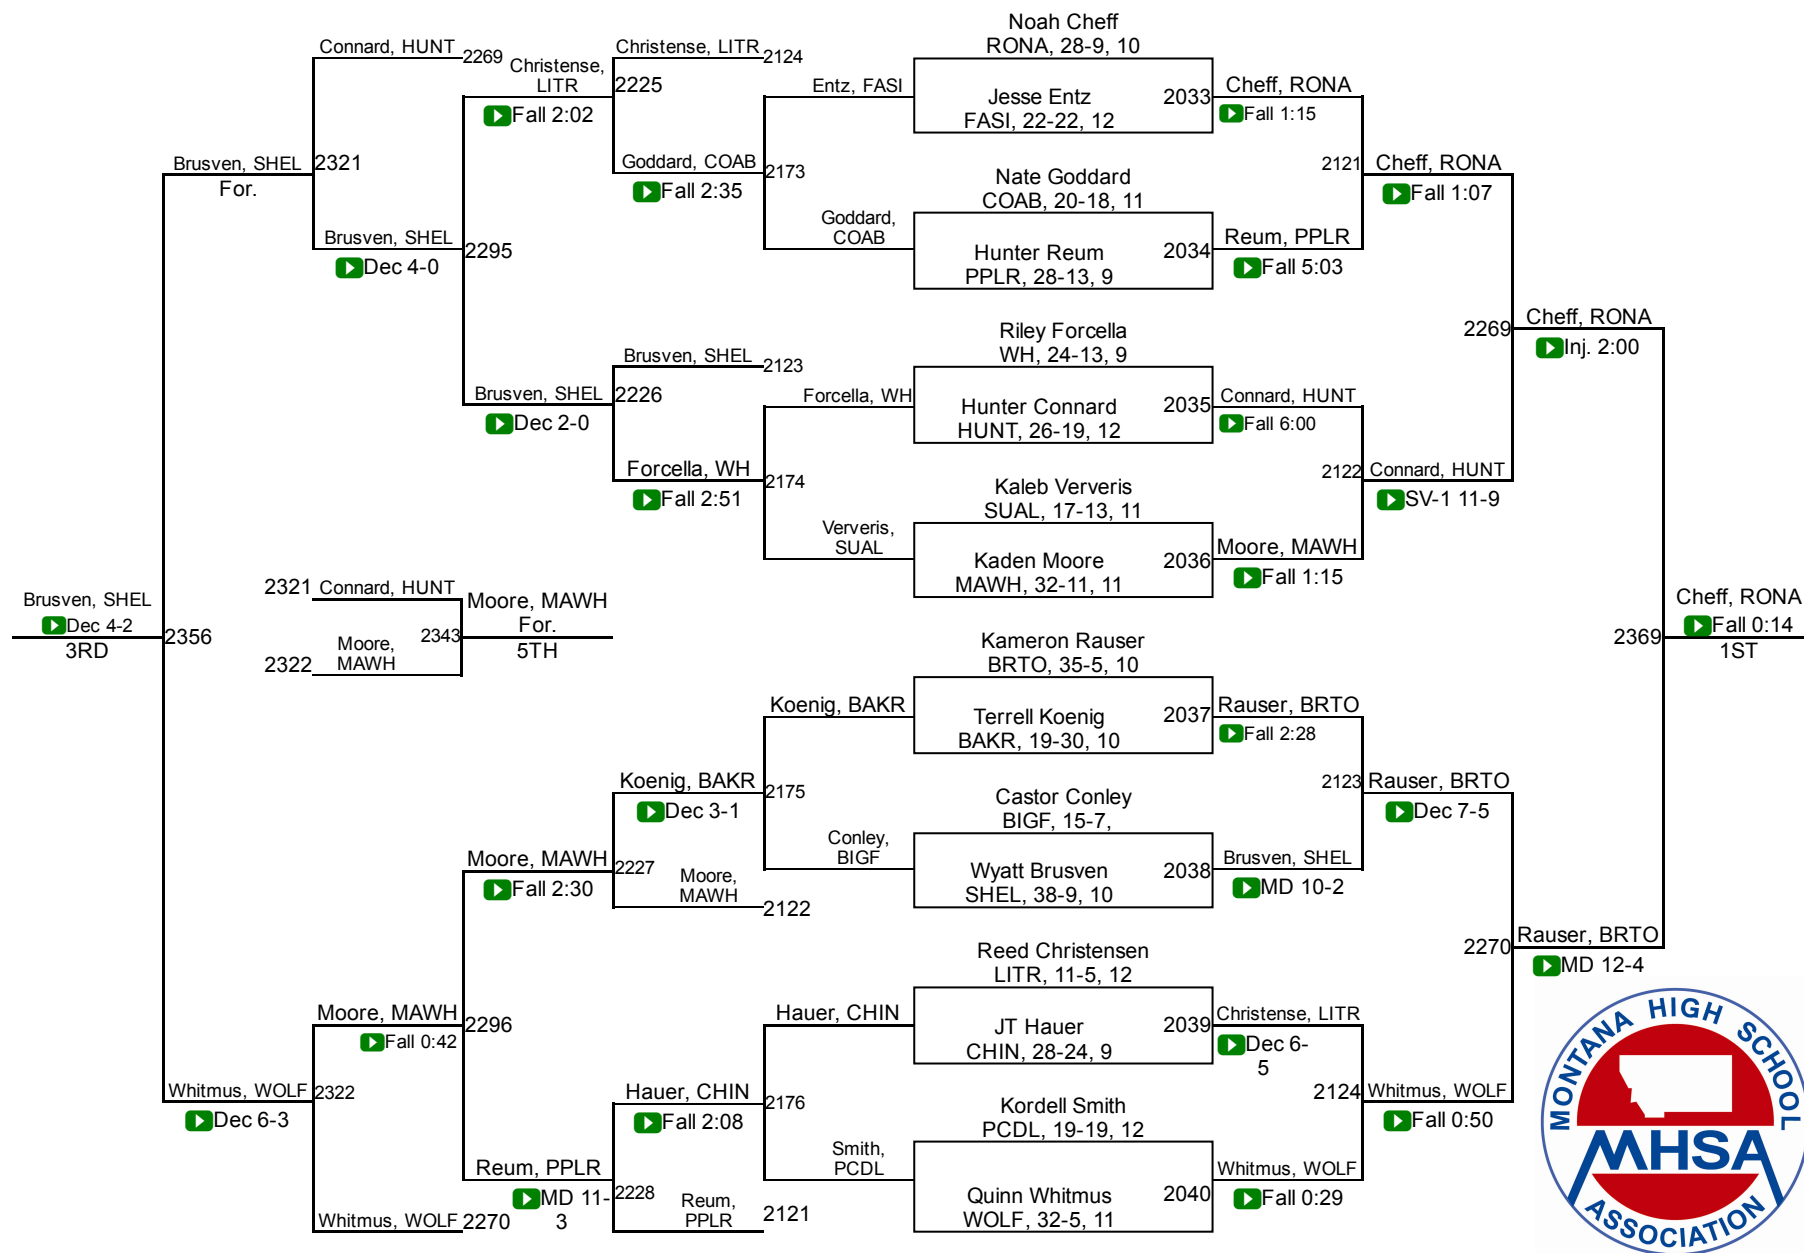 Noah Cheff
RONA, 28-9, 10
Connard, HUNT
2269
Christense,
LITR
Christense, LITR
2124
2225
Fall 2:02
Entz, FASI
Jesse Entz
FASI, 22-22, 12
2033
Cheff, RONA
Fall 1:15
Brusven, SHEL
For.
2321
Goddard, COAB
Fall 2:35
2173
Nate Goddard
COAB, 20-18, 11
2121
Cheff, RONA
Fall 1:07
Goddard,
COAB
Hunter Reum
PPLR, 28-13, 9
2034
Reum, PPLR
Fall 5:03
Brusven, SHEL
Dec 4-0
2295
Riley Forcella
WH, 24-13, 9
2269
Cheff, RONA
Inj. 2:00
Brusven, SHEL
2123
Brusven, SHEL
Dec 2-0
2226
Forcella, WH
Hunter Connard
HUNT, 26-19, 12
2035
Connard, HUNT
Fall 6:00
Forcella, WH
Fall 2:51
2174
Kaleb Ververis
SUAL, 17-13, 11
2122
Connard, HUNT
SV-1 11-9
Ververis,
SUAL
Kaden Moore
MAWH, 32-11, 11
2036
Moore, MAWH
Fall 1:15
2321
Connard, HUNT
Moore, MAWH
For.
5TH
2343
Moore,
MAWH
2322
Brusven, SHEL
Dec 4-2
3RD
2356
Cheff, RONA
Fall 0:14
1ST
2369
Kameron Rauser
BRTO, 35-5, 10
Koenig, BAKR
Terrell Koenig
BAKR, 19-30, 10
2037
Rauser, BRTO
Fall 2:28
Koenig, BAKR
Dec 3-1
2175
Castor Conley
BIGF, 15-7,
2123
Rauser, BRTO
Dec 7-5
Moore, MAWH
Fall 2:30
2227
Moore,
MAWH
2122
Conley,
BIGF
Wyatt Brusven
SHEL, 38-9, 10
2038
Brusven, SHEL
MD 10-2
Reed Christensen
LITR, 11-5, 12
2270
Rauser, BRTO
MD 12-4
Moore, MAWH
Fall 0:42
2296
Hauer, CHIN
JT Hauer
CHIN, 28-24, 9
2039
Christense, LITR
Dec 6-
5
Whitmus, WOLF
Dec 6-3
2322
Hauer, CHIN
Fall 2:08
2176
Kordell Smith
PCDL, 19-19, 12
2124
Whitmus, WOLF
Fall 0:50
Reum, PPLR
MD 11-
3
2228
Reum,
PPLR
2121
Smith,
PCDL
Quinn Whitmus
WOLF, 32-5, 11
2040
Whitmus, WOLF
Fall 0:29
Whitmus, WOLF
2270
MONTANA HIGH SCHOOL
MHSA
ASSOCIATION